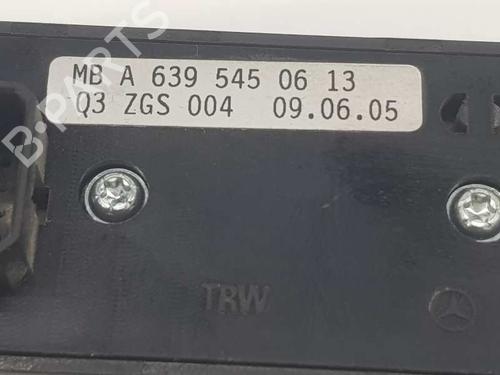 MB A 639 545 06 13
Q3 ZGS 004 09.06.05
TRW
B-PARTS